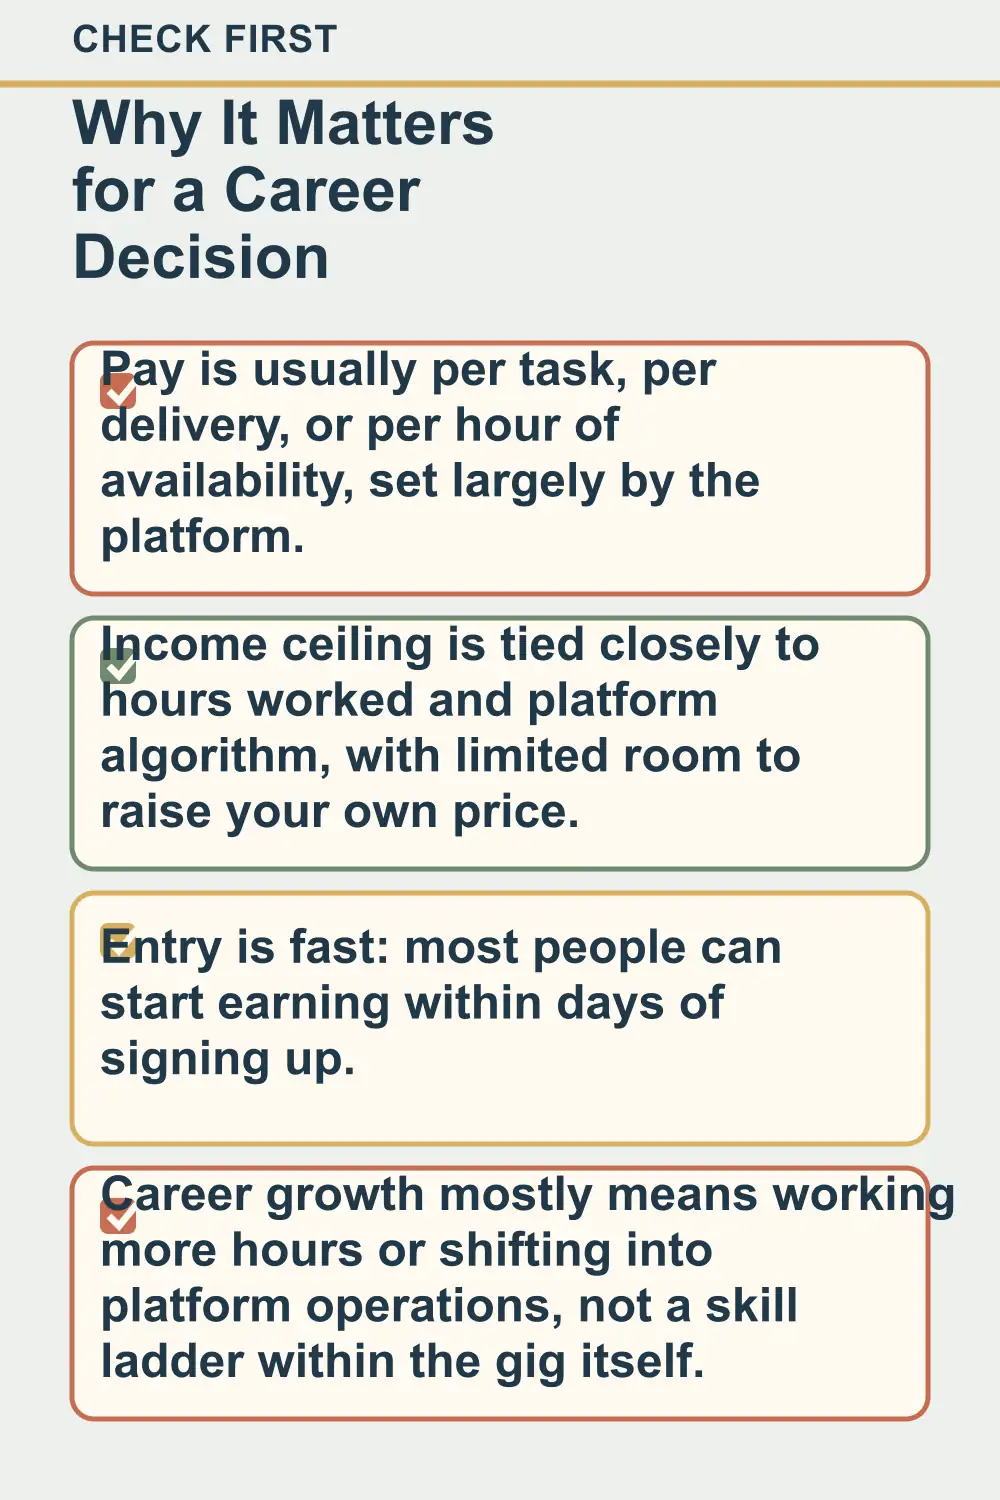 CHECK FIRST
Why It Matters
for a Career
Decision
Pay is usually per task, per
delivery, or per hour of
availability, set largely by the
platform.
Income ceiling is tied closely to
hours worked and platform
algorithm, with limited room to
raise your own price.
Entry is fast: most people can
start earning within days of
signing up.
Career growth mostly means working
more hours or shifting into
platform operations, not a skill
ladder within the gig itself.